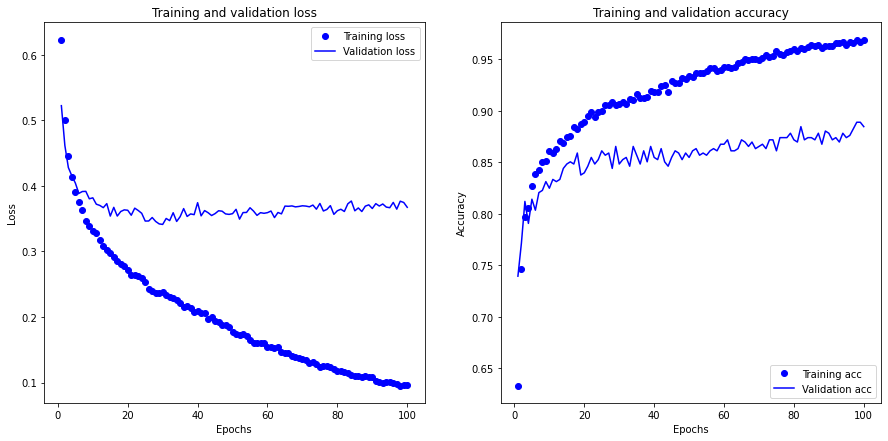 Training and validation loss
Training loss
Validation loss
0.6
0.5
0.4
0.3
0.2
0.1
Loss
0
20
40
60
80
100
Epochs
Training and validation accuracy
0.95
0.90
0.85
0.80
0.75
0.70
0.65
Accuracy
Training acc
Validation acc
0
20
40
60
80
100
Epochs